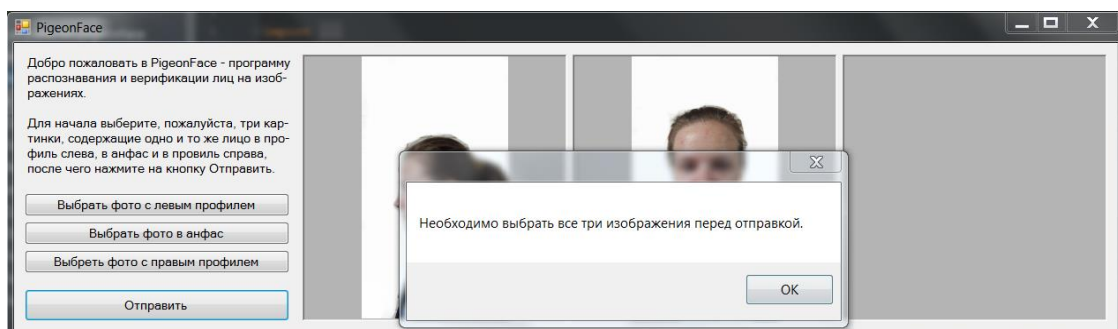 PigeonFace
Добро пожаловать в PigeonFace - программу
распознавания и верификации лиц на изоб-
ражениях.
Для начала выберите, пожалуйста, три кар-
тинки, содержащие одно и то же лицо в про-
филь слева, в анфас и в провиль справа,
после чего нажмите на кнопку Отправить.
Выбрать фото с левым профилем
Выбрать фото в анфас
Выбреть фото с правым профилем
Отправить
Необходимо выбрать все три изображения перед отправкой.
OK